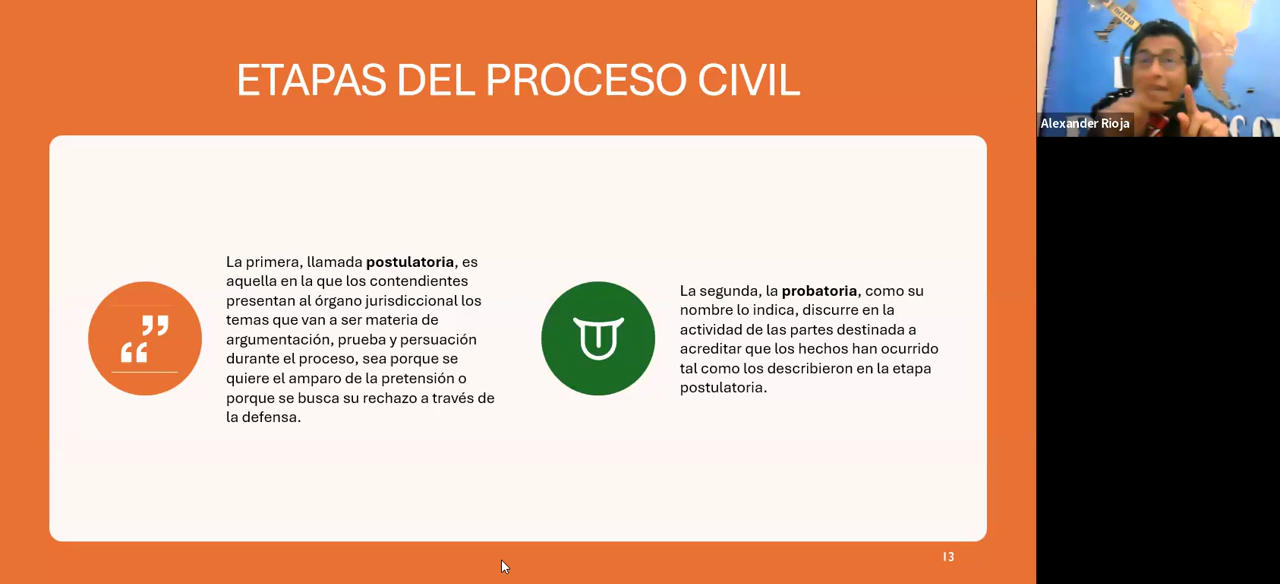 ETAPAS DEL PROCESO CIVIL
La primera, llamada postulatoria, es
aquella en la que los contendientes
presentan al órgano jurisdiccional los
temas que van a ser materia de
argumentación, prueba y persuación
durante el proceso, sea porque se
quiere el amparo de la pretensión o
porque se busca su rechazo a través de
la defensa.
La segunda, la probatoria, como su
nombre lo indica, discurre en la
actividad de las partes destinada a
acreditar que los hechos han ocurrido
tal como los describieron en la etapa
postulatoria.
13
Alexander Rioja